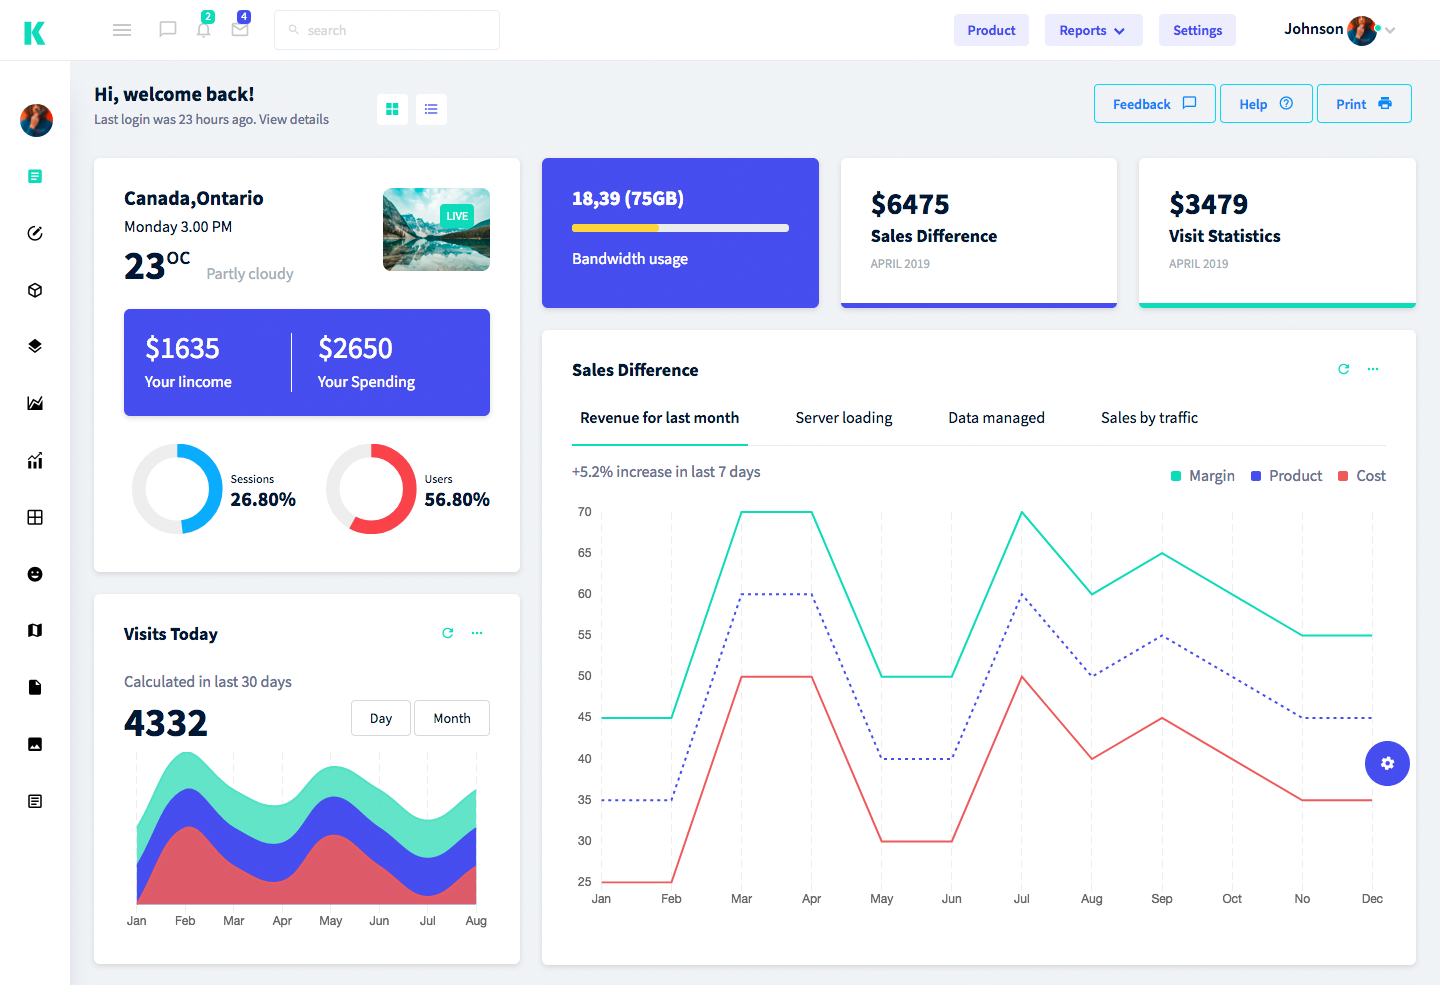 K
2
4
search
Product
Reports
Settings
Johnson
Hi, welcome back!
Last login was 23 hours ago. View details
Feedback
Help
Print
Canada,Ontario
Monday 3.00 PM
23OC
Partly cloudy
LIVE
$1635
Your Iincome
$2650
Your Spending
Sessions
26.80%
Users
56.80%
18,39 (75GB)
Bandwidth usage
$6475
Sales Difference
APRIL 2019
$3479
Visit Statistics
APRIL 2019
Visits Today
Calculated in last 30 days
4332
Day
Month
Jan Feb Mar Apr May Jun Jul Aug
Sales Difference
Revenue for last month
Server loading
Data managed
Sales by traffic
+5.2% increase in last 7 days
Margin
Product
Cost
70
65
60
55
50
45
40
35
30
25
Jan Feb Mar Apr May Jun Jul Aug Sep Oct No Dec